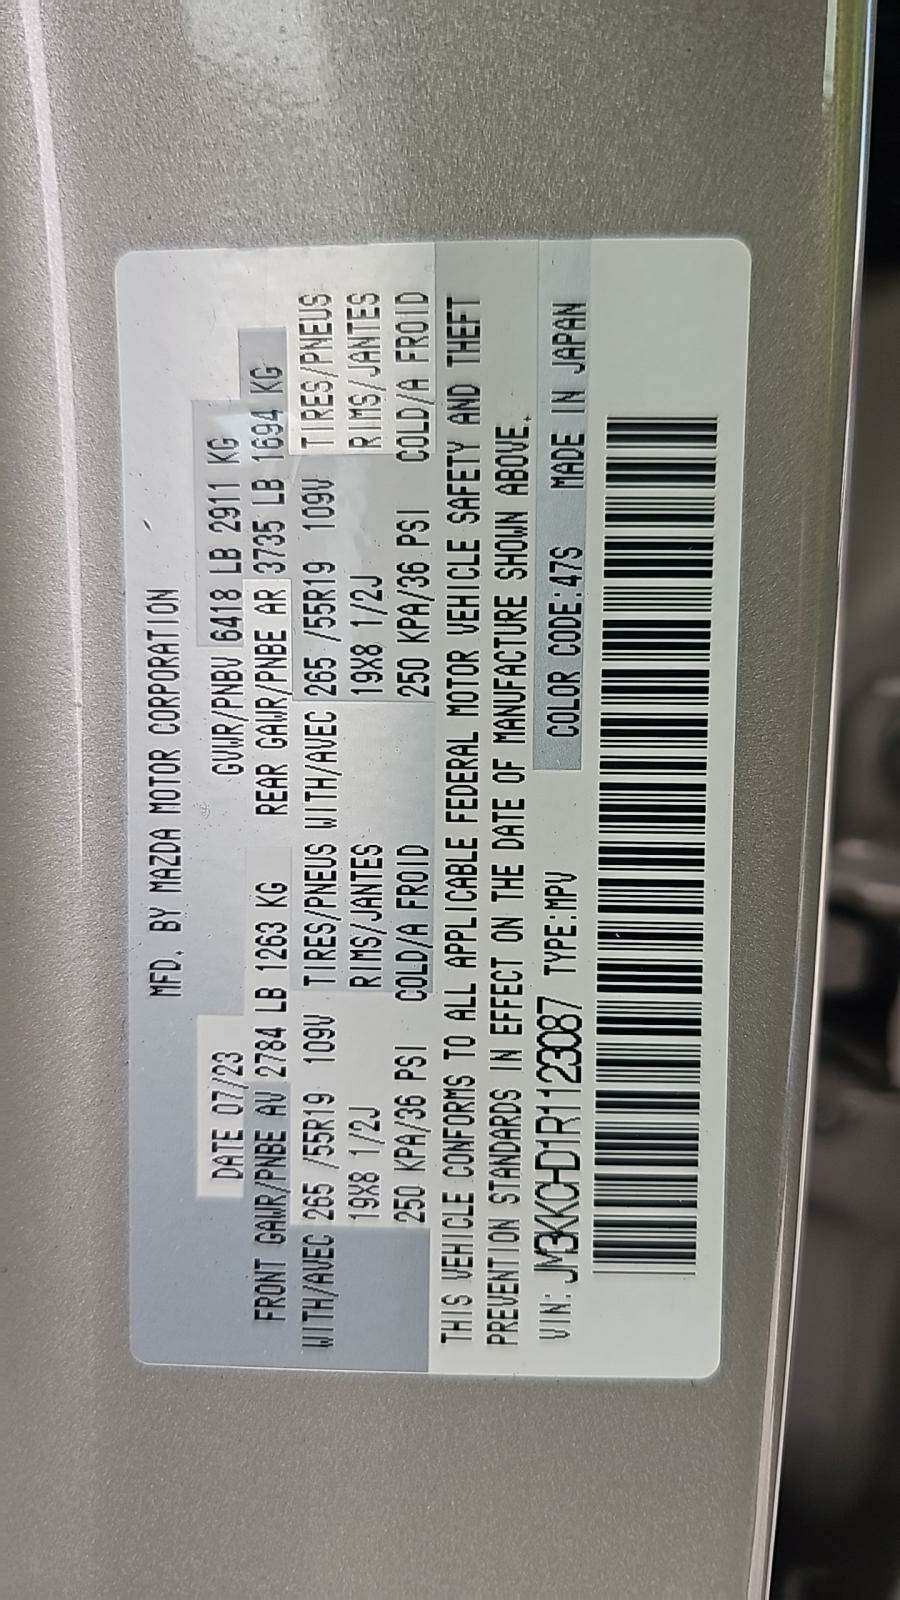 MFD. BY MAZDA MOTOR CORPORATION
DATE 07/23 GVWR/PNBV 6418 LB 2911 KG
FRONT GAWR/PNBE AV 2784 LB 1263 KG REAR GAWR/PNBE AR 3735 LB 1694 KG
WITH/AVEC 265 /55R19 109V TIRES/PNEUS WITH/AVEC 265 /55R19 109V TIRES/PNEUS
19X8 1/2J RIMS/JANTES 19X8 1/2J RIMS/JANTES
250 KPA/36 PSI COLD/A FROID 250 KPA/36 PSI COLD/A FROID
THIS VEHICLE CONFORMS TO ALL APPLICABLE FEDERAL MOTOR VEHICLE SAFETY AND THEFT
PREVENTION STANDARDS IN EFFECT ON THE DATE OF MANUFACTURE SHOWN ABOVE.
VIN: JM3KKCHD1R1123087 TYPE:MPV COLOR CODE:47S MADE IN JAPAN